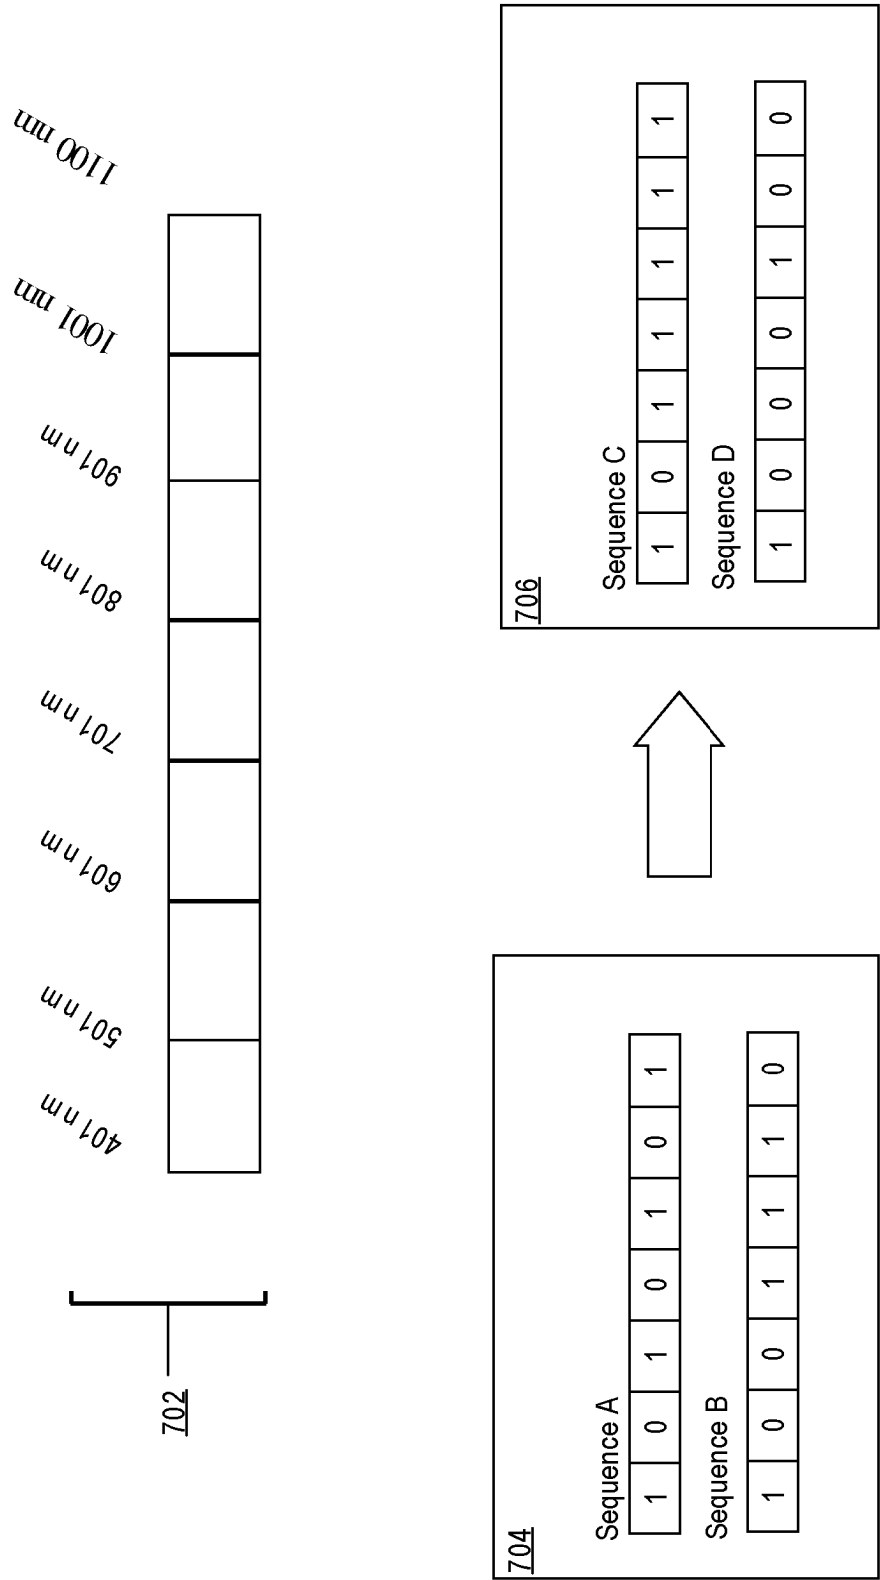 401 nm 501 nm 601 nm 701 nm 801 nm 901 nm 1001 nm 1100 nm
702
704
Sequence A
1 0 1 0 1 0 1
Sequence B
1 0 0 1 1 1 0
706
Sequence C
1 0 1 1 1 1 1
Sequence D
1 0 0 0 1 0 0